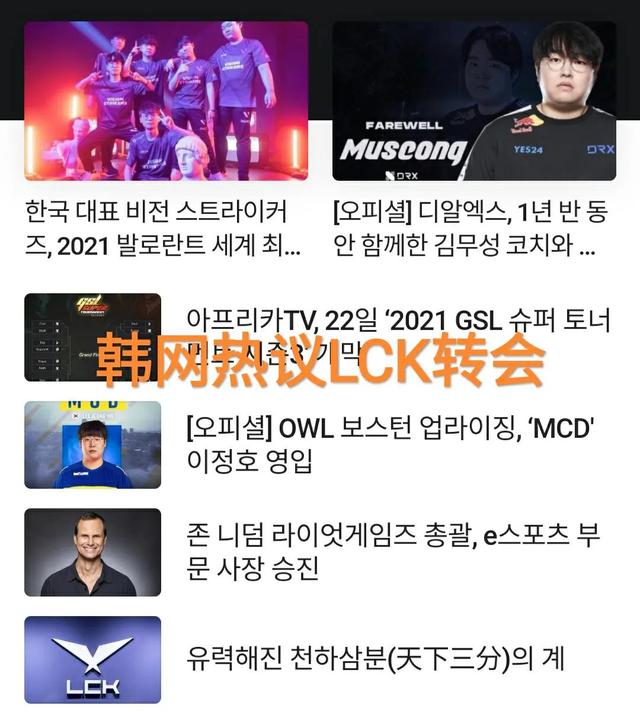 FAREWELL
Muscong
DRX
YES24
DRX
Red Bull
한국 대표 비전 스트라이커
즈, 2021 발로란트 세계 최...
[오피셜] 디알엑스, 1년 반 동
안 함께한 김무성 코치와 ...
GSL
아프리카TV, 22일 ‘2021 GSL 슈퍼 토너
개막
韩网热议LCK转会
MCD
[오피셜] OWL 보스턴 업라이징, ‘MCD'
이정호 영입
존 니덤 라이엇게임즈 총괄, e스포츠 부
문 사장 승진
LCK
유력해진 천하삼분(天下三分)의 계